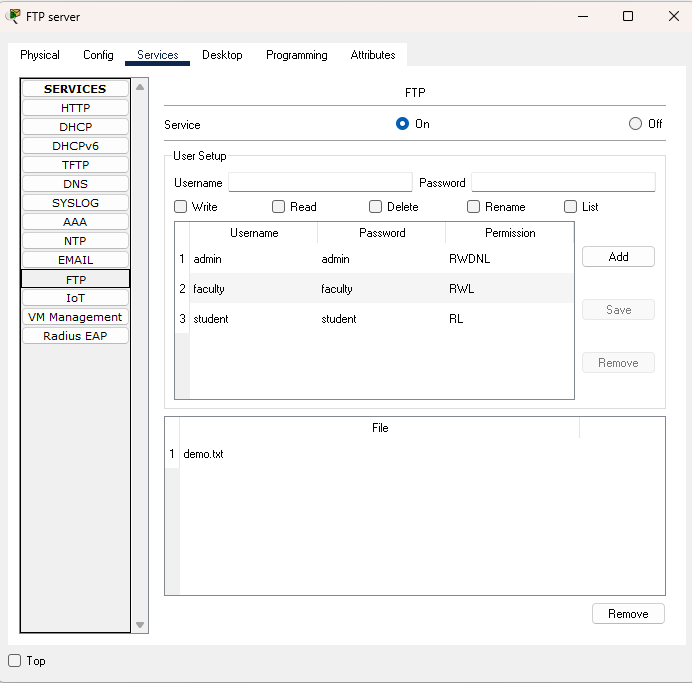 FTP server
Physical Config Services Desktop Programming Attributes
SERVICES
HTTP
DHCP
DHCPv6
TFTP
DNS
SYSLOG
AAA
NTP
EMAIL
FTP
IoT
VM Management
Radius EAP
FTP
Service On Off
User Setup
Username Password
Write Read Delete Rename List
Username Password Permission
1 admin admin RWDNL
2 faculty faculty RWL
3 student student RL
Add
Save
Remove
File
1 demo.txt
Remove
Top